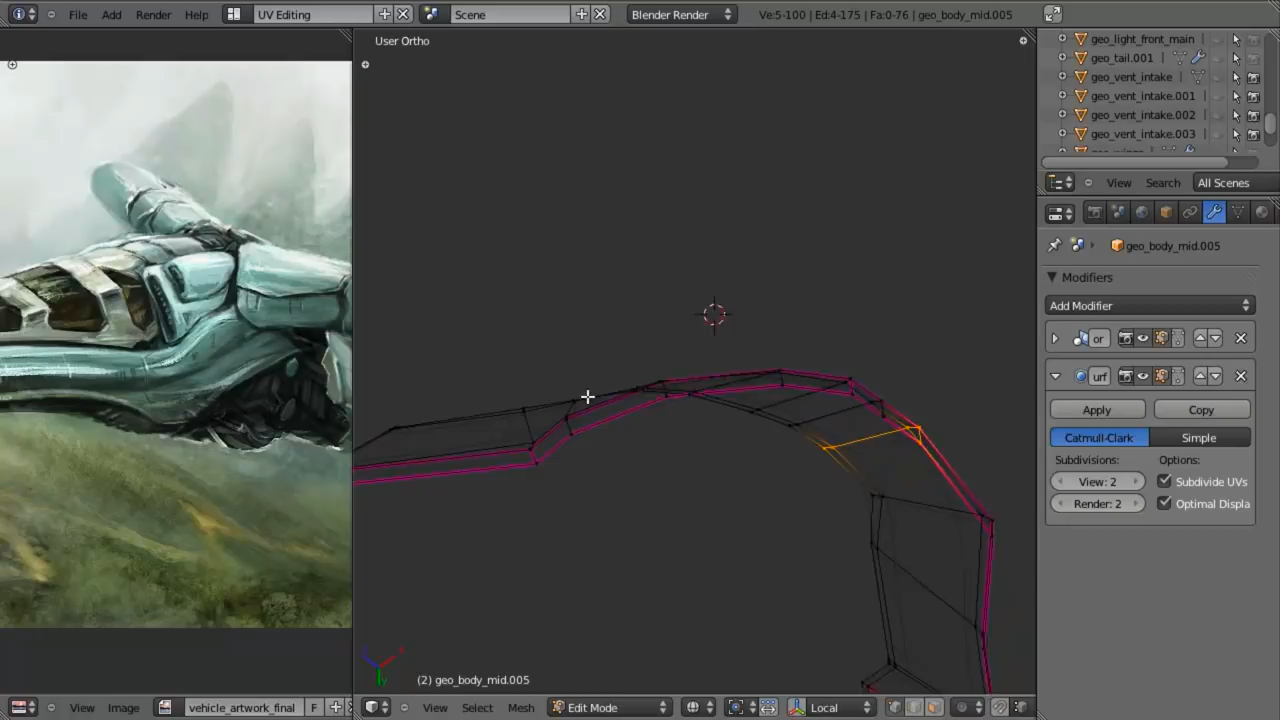 File Add Render Help UV Editing Scene Blender Render Ve:5-100 | Ed:4-175 | Fa:0-76 | geo_body_mid.005
User Ortho
geo_light_front_main
geo_tail.001
geo_vent_intake
geo_vent_intake.001
geo_vent_intake.002
geo_vent_intake.003
View Search All Scenes
geo_body_mid.005
Modifiers
Add Modifier
or
urf
Apply Copy
Catmull-Clark Simple
Subdivisions: Options:
View: 2 Subdivide UVs
Render: 2 Optimal Displa
(2) geo_body_mid.005
View Image vehicle_artwork_final F View Select Mesh Edit Mode Local